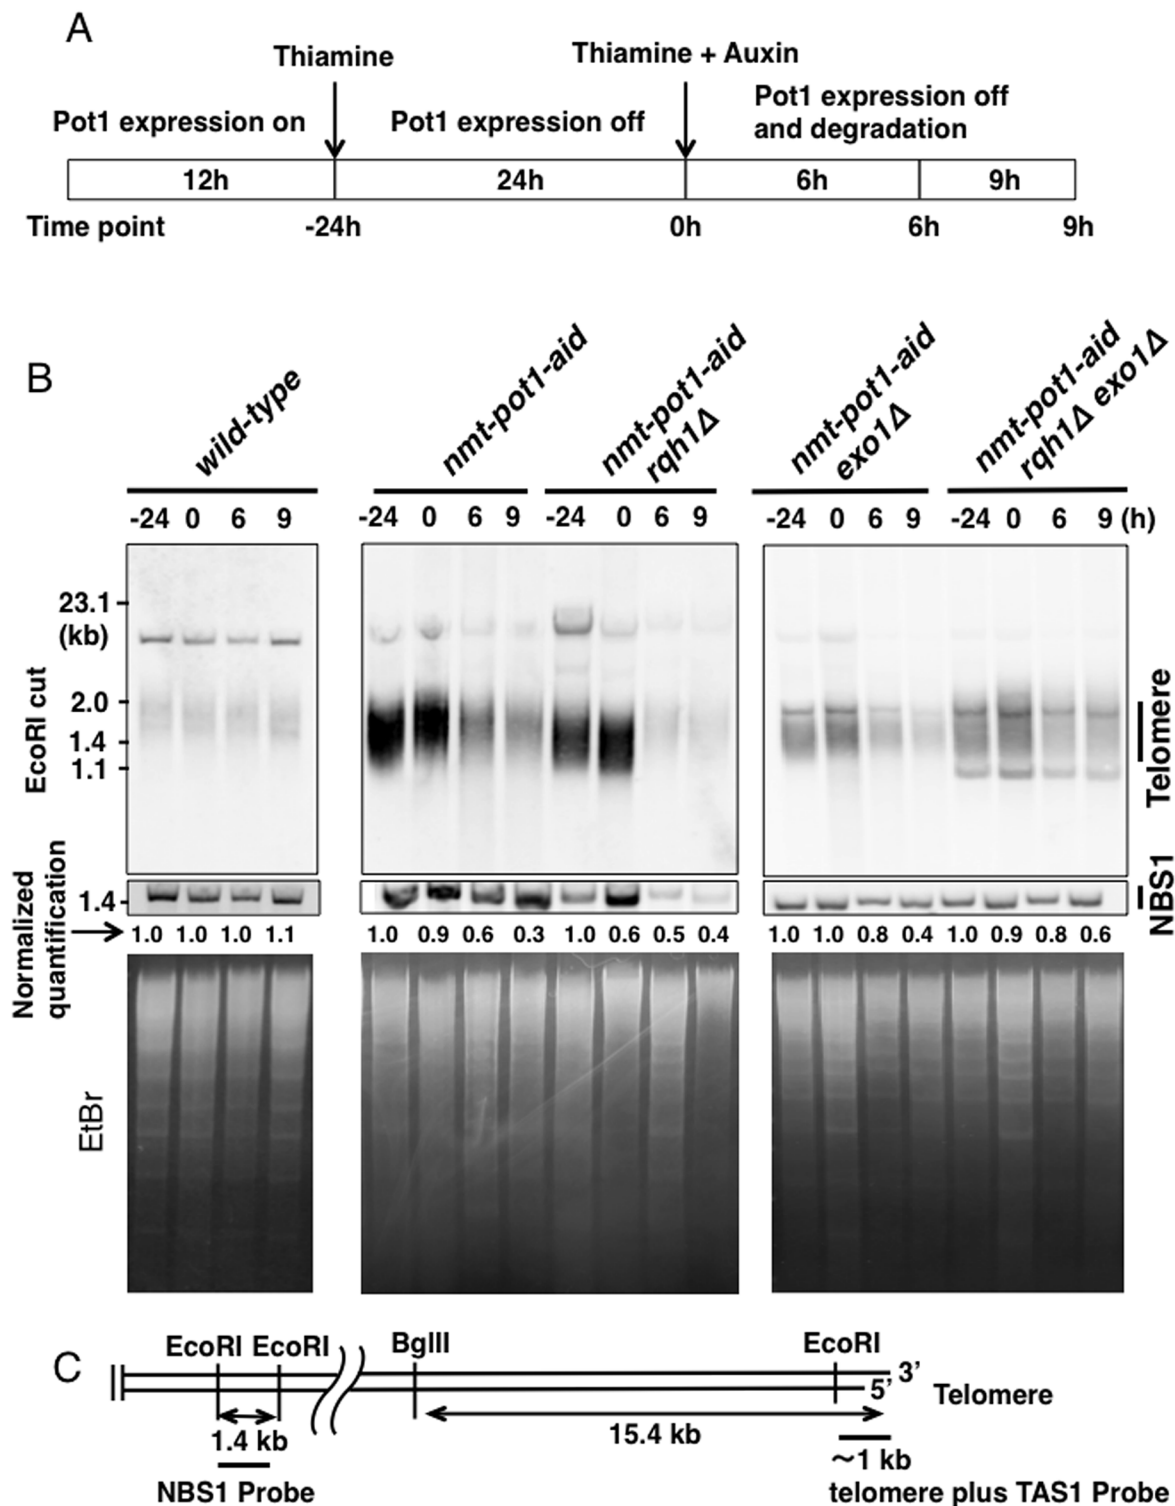 A
Thiamine
Thiamine + Auxin
Pot1 expression on
Pot1 expression off
Pot1 expression off
and degradation
12h
24h
6h
9h
Time point
-24h
0h
6h
9h
B
wild-type
nmt-pot1-aid
nmt-pot1-aid
rqh1Δ
nmt-pot1-aid
exo1Δ
nmt-pot1-aid
rqh1Δ exo1Δ
-24 0 6 9
-24 0 6 9 -24 0 6 9
-24 0 6 9 -24 0 6 9 (h)
23.1
(kb)
2.0
1.4
1.1
EcoRI cut
Telomere
1.4
NBS1
Normalized
quantification
1.0 1.0 1.0 1.1
1.0 0.9 0.6 0.3 1.0 0.6 0.5 0.4
1.0 1.0 0.8 0.4 1.0 0.9 0.8 0.6
EtBr
C
EcoRI EcoRI
BglII
EcoRI
3’
5’
Telomere
1.4 kb
15.4 kb
~1 kb
NBS1 Probe
telomere plus TAS1 Probe